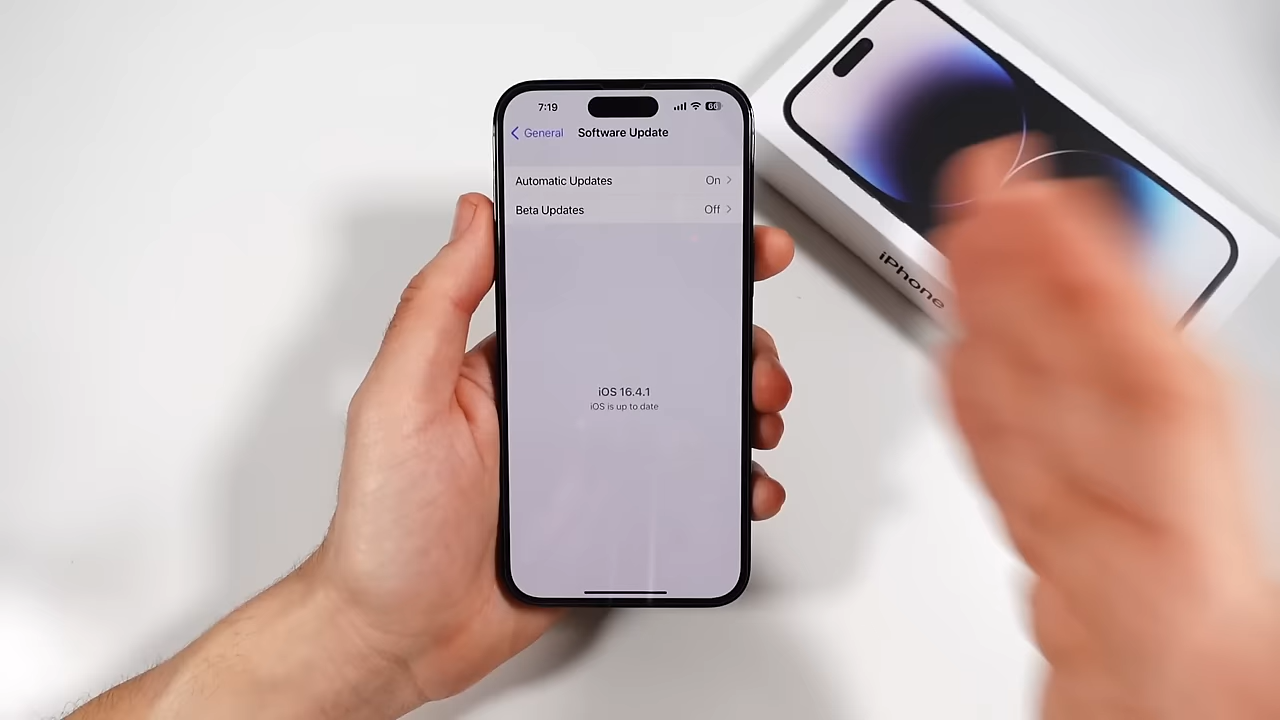 7:19
60
General
Software Update
Automatic Updates
On
Beta Updates
Off
iOS 16.4.1
iOS is up to date
iPhone